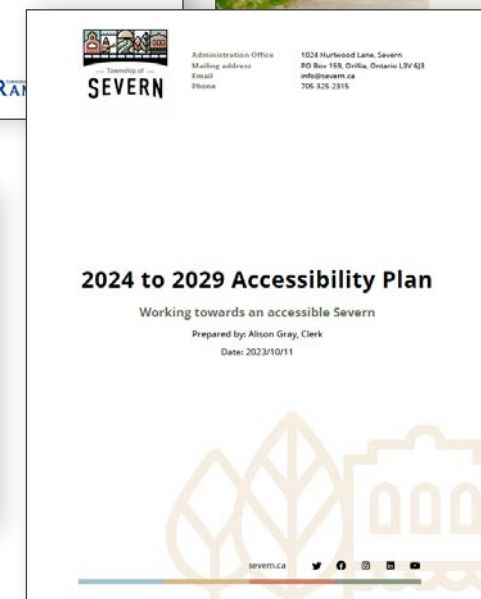 Township of
SEVERN
Administration Office 1024 Hurlwood Lane, Severn
Mailing address PO Box 159, Orillia, Ontario L3V 6J3
Email info@severn.ca
Phone 705-325-2315
2024 to 2029 Accessibility Plan
Working towards an accessible Severn
Prepared by: Alison Gray, Clerk
Date: 2023/10/11
severn.ca